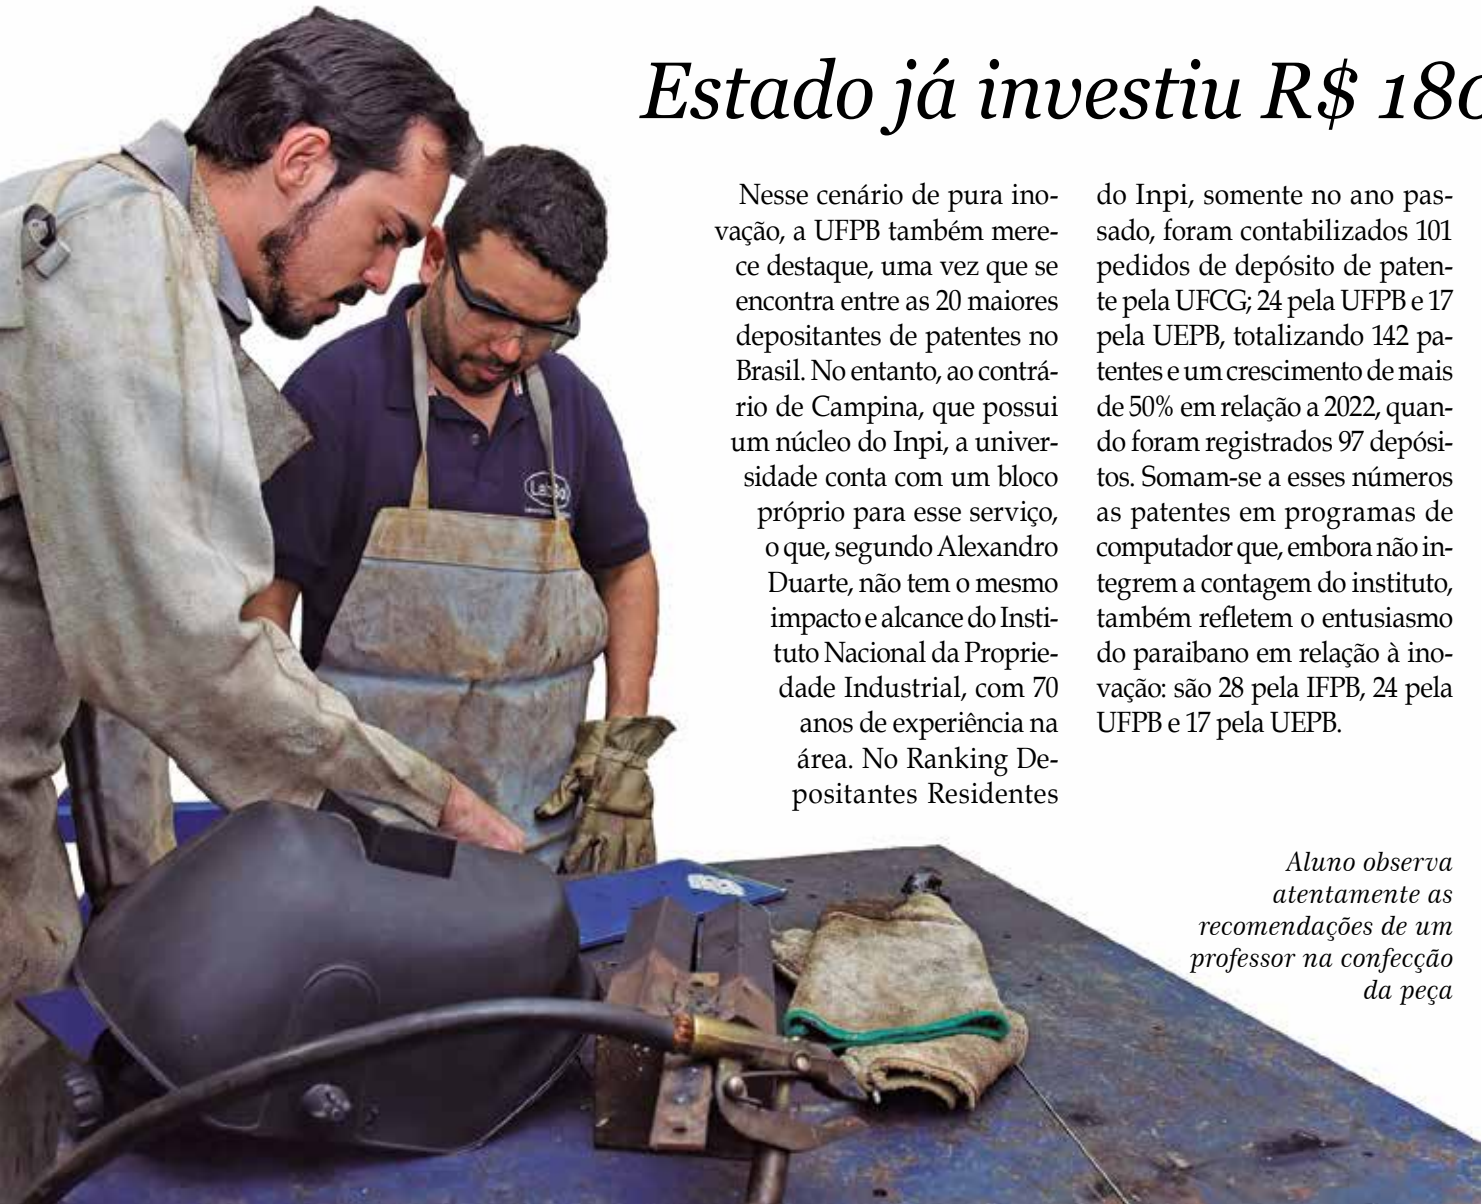 Estado já investiu R$ 180
Nesse cenário de pura ino-
vação, a UFPB também mere-
ce destaque, uma vez que se
encontra entre as 20 maiores
depositantes de patentes no
Brasil. No entanto, ao contrá-
rio de Campina, que possui
um núcleo do Inpi, a univer-
sidade conta com um bloco
próprio para esse serviço,
o que, segundo Alexandro
Duarte, não tem o mesmo
impacto e alcance do Insti-
tuto Nacional da Proprie-
dade Industrial, com 70
anos de experiência na
área. No Ranking De-
positantes Residentes
do Inpi, somente no ano pas-
sado, foram contabilizados 101
pedidos de depósito de paten-
te pela UFCG; 24 pela UFPB e 17
pela UEPB, totalizando 142 pa-
tentes e um crescimento de mais
de 50% em relação a 2022, quan-
do foram registrados 97 depósi-
tos. Somam-se a esses números
as patentes em programas de
computador que, embora não in-
tegrem a contagem do instituto,
também refletem o entusiasmo
do paraibano em relação à ino-
vação: são 28 pela IFPB, 24 pela
UFPB e 17 pela UEPB.
Aluno observa
atentamente as
recomendações de um
professor na confecção
da peça